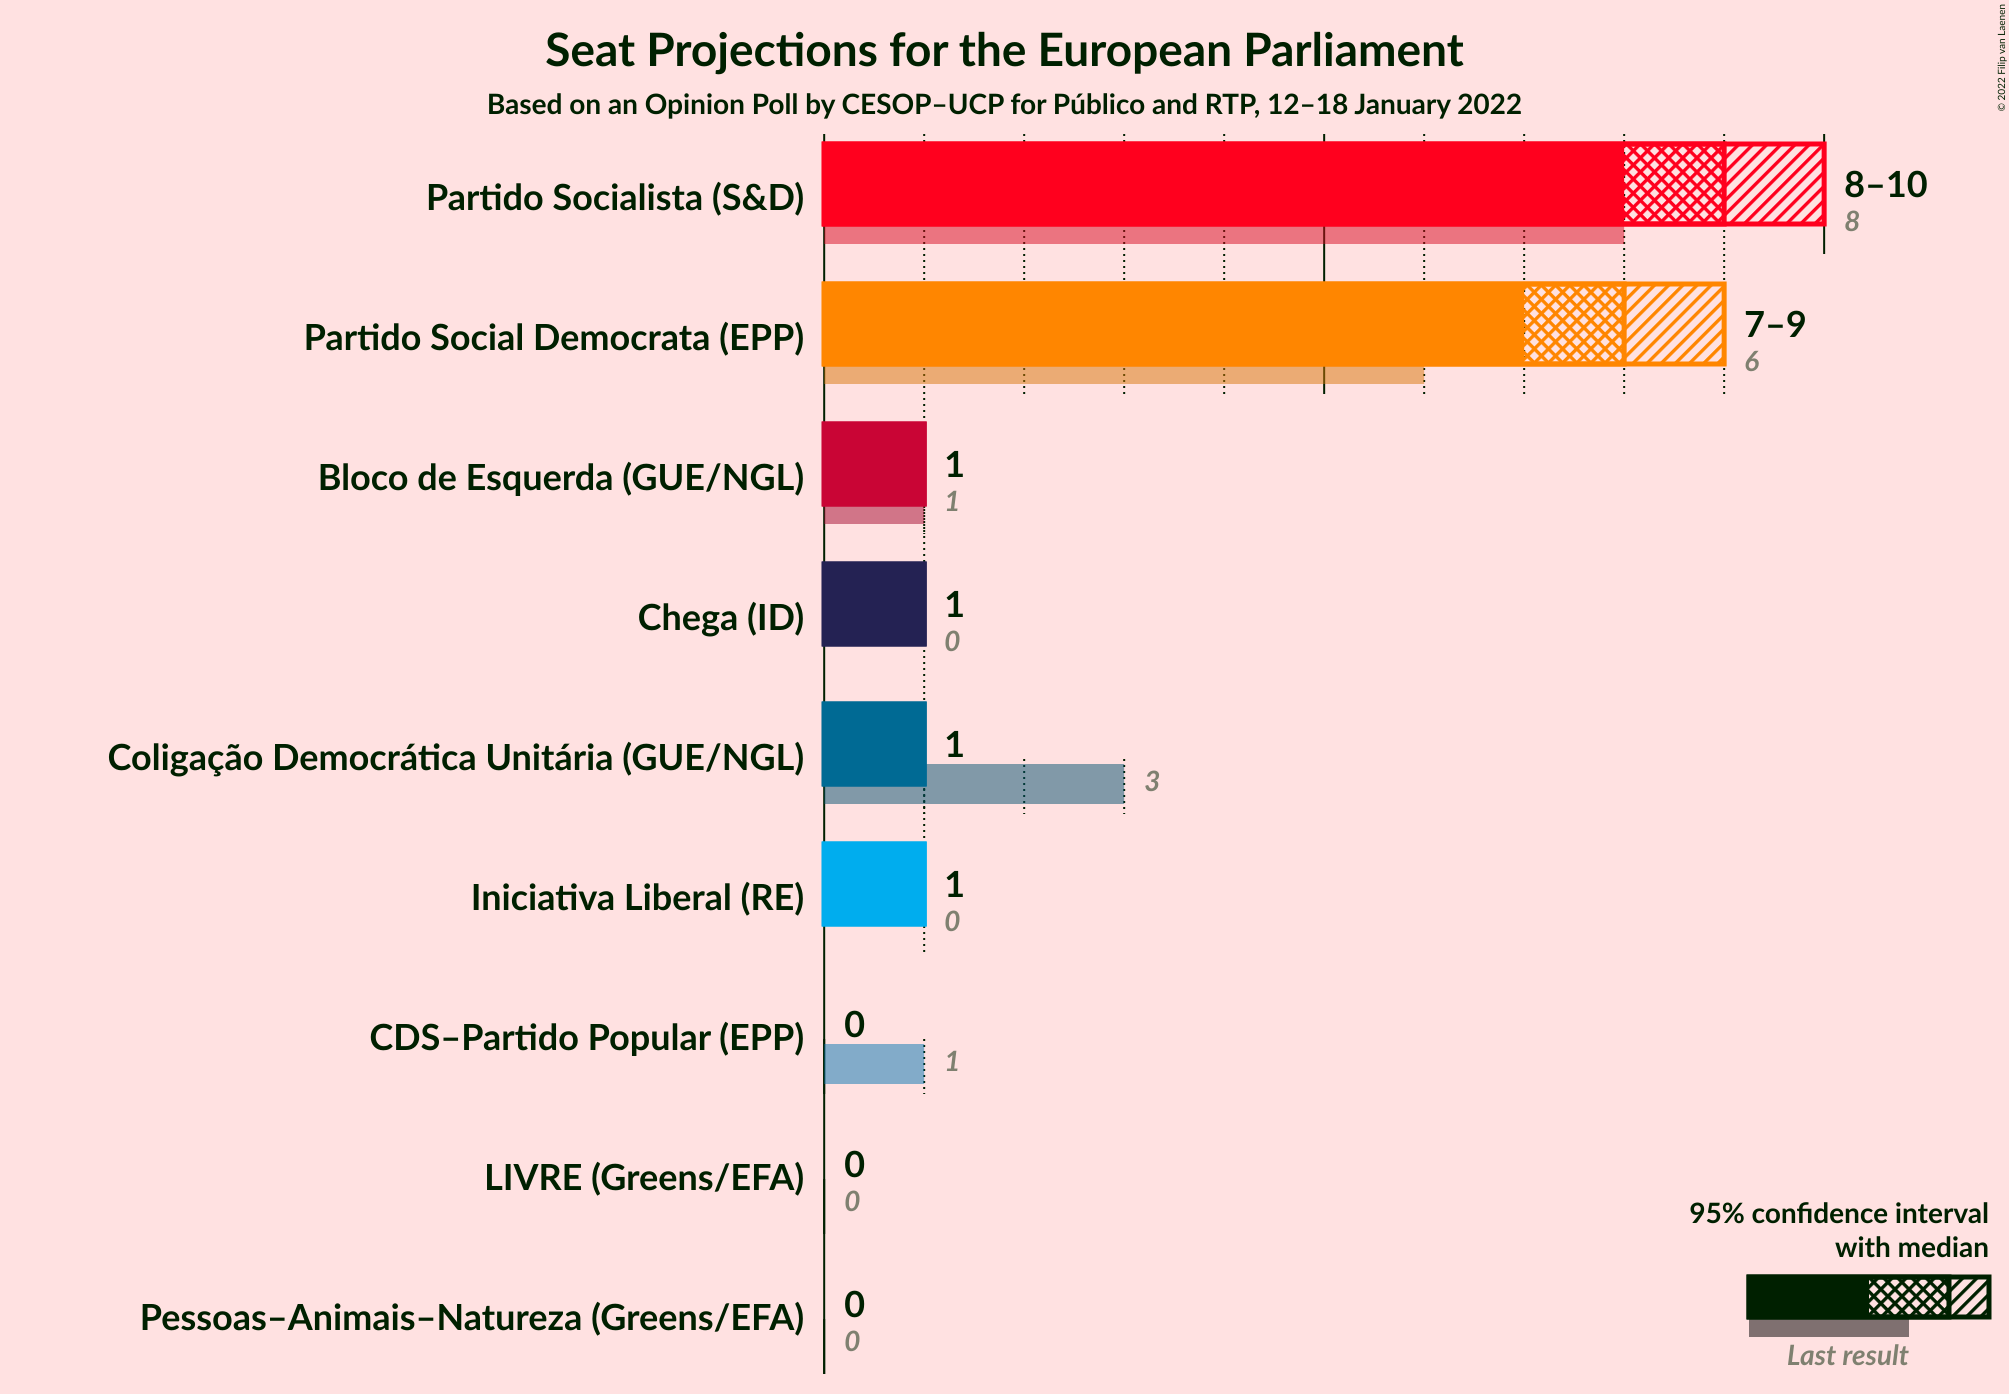 Seat Projections for the European Parliament
Based on an Opinion Poll by CESOP–UCP for Público and RTP, 12–18 January 2022
© 2022 Filip van Laenen
Partido Socialista (S&D)
8–10
8
Partido Social Democrata (EPP)
7–9
6
Bloco de Esquerda (GUE/NGL)
1
1
Chega (ID)
1
0
Coligação Democrática Unitária (GUE/NGL)
1
3
Iniciativa Liberal (RE)
1
0
CDS–Partido Popular (EPP)
0
1
LIVRE (Greens/EFA)
0
0
Pessoas–Animais–Natureza (Greens/EFA)
0
0
95% confidence interval
with median
Last result